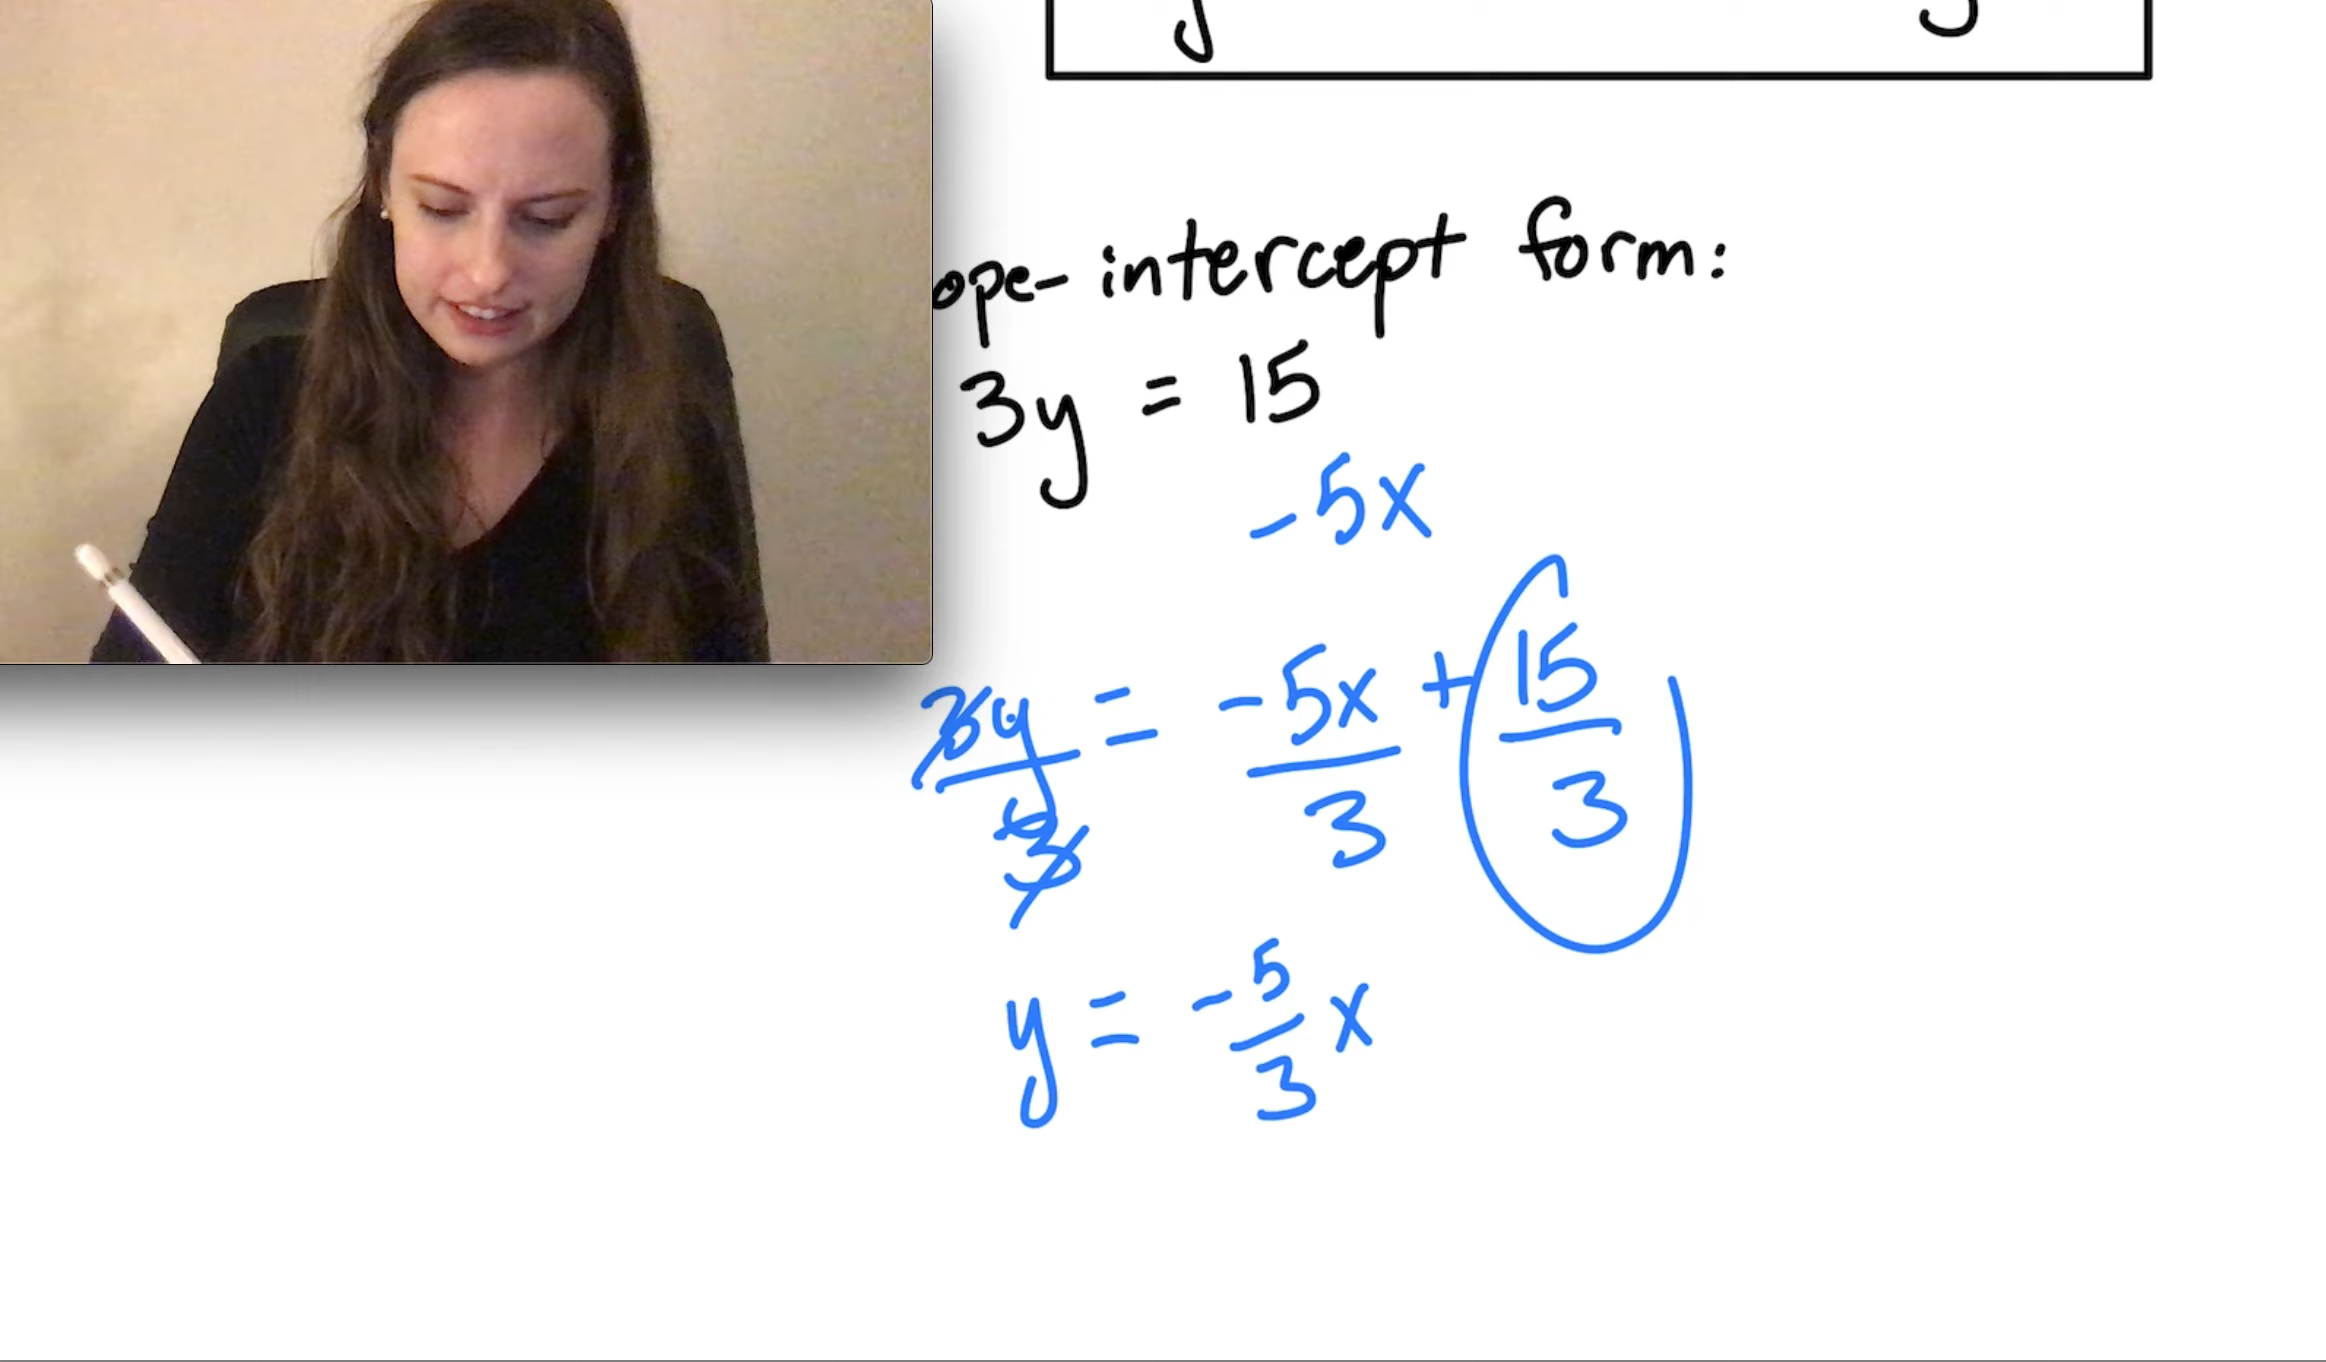 ope- intercept form:
3y = 15
-5x
3y = -5x + 15
3 3 3
y = -5/3 x